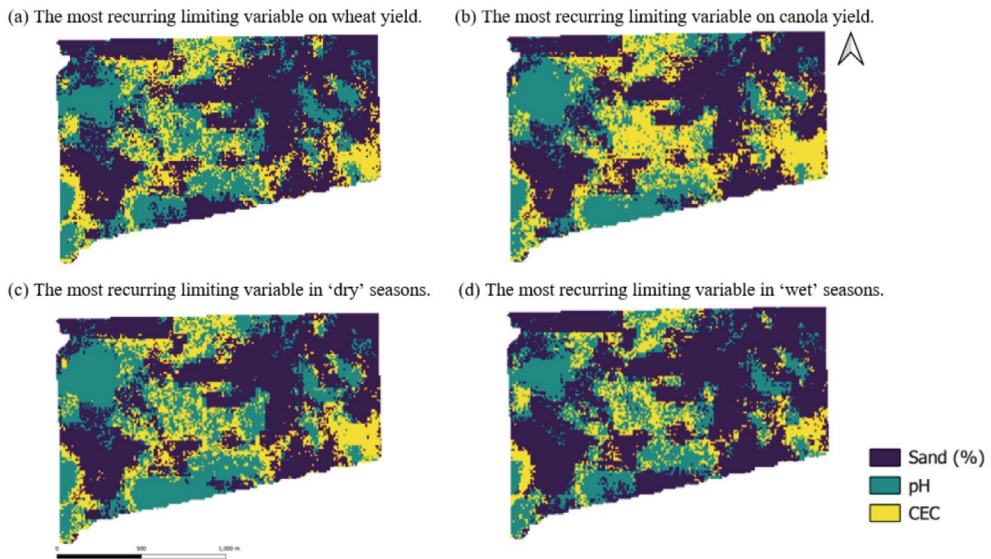 (a) The most recurring limiting variable on wheat yield.
(b) The most recurring limiting variable on canola yield.
(c) The most recurring limiting variable in ‘dry’ seasons.
(d) The most recurring limiting variable in ‘wet’ seasons.
Sand (%)
pH
CEC
0 500 1,000 m